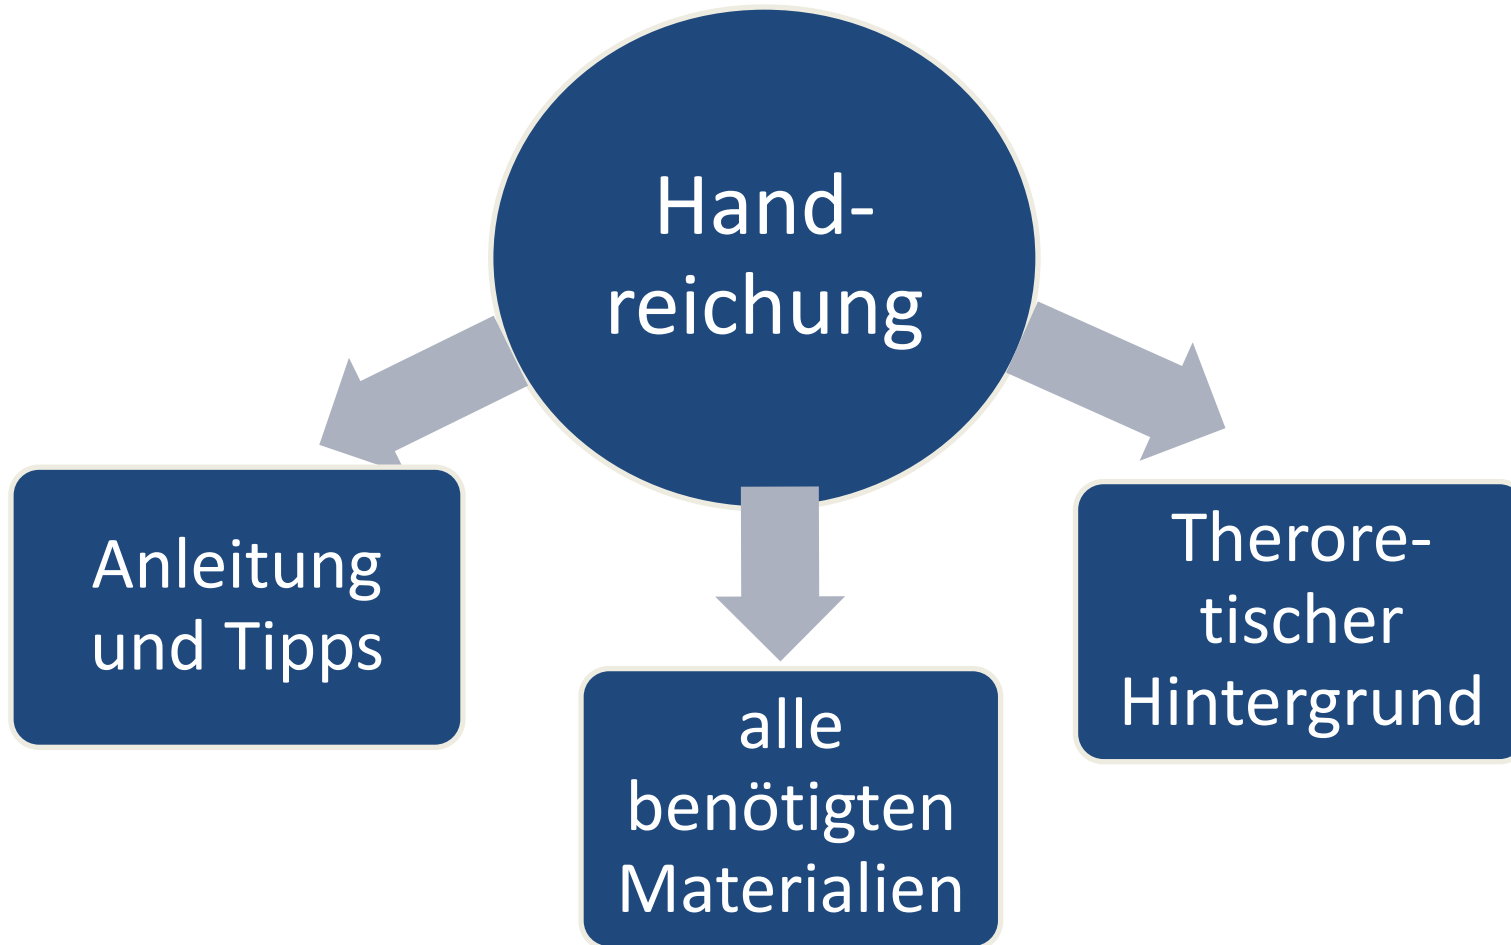 Hand-
reichung
Anleitung
und Tipps
alle
benötigten
Materialien
Therore-
tischer
Hintergrund